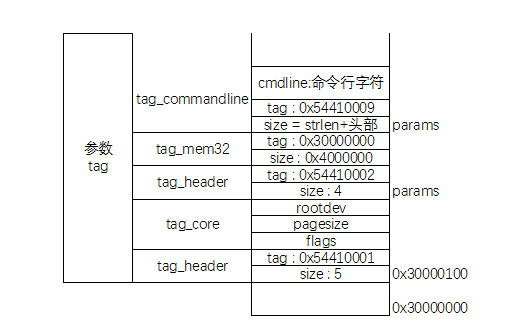 cmdline:命令行字符
tag_commandline
tag : 0x54410009
size = strlen+头部
params
参数
tag
tag_mem32
tag : 0x30000000
size : 0x4000000
tag_header
tag : 0x54410002
size : 4
params
tag_core
rootdev
pagesize
flags
tag_header
tag : 0x54410001
size : 5
0x30000100
0x30000000